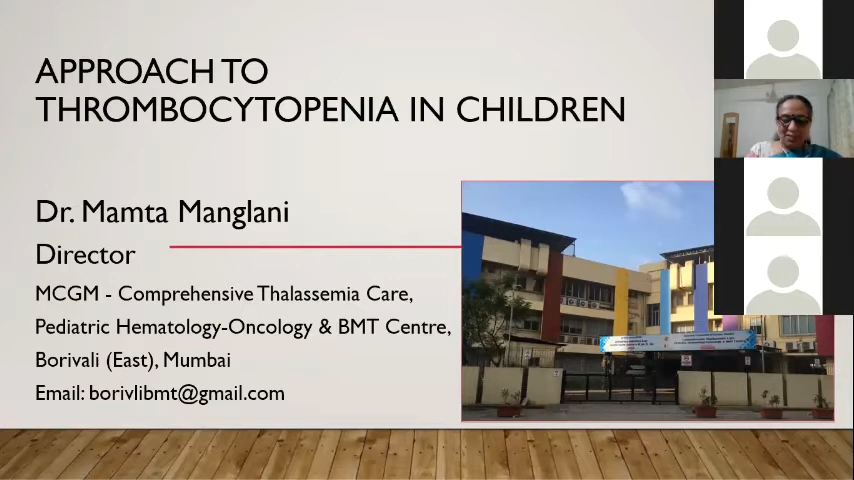 APPROACH TO
THROMBOCYTOPENIA IN CHILDREN
Dr. Mamta Manglani
Director
MCGM - Comprehensive Thalassemia Care,
Pediatric Hematology-Oncology & BMT Centre,
Borivali (East), Mumbai
Email: borivlibmt@gmail.com